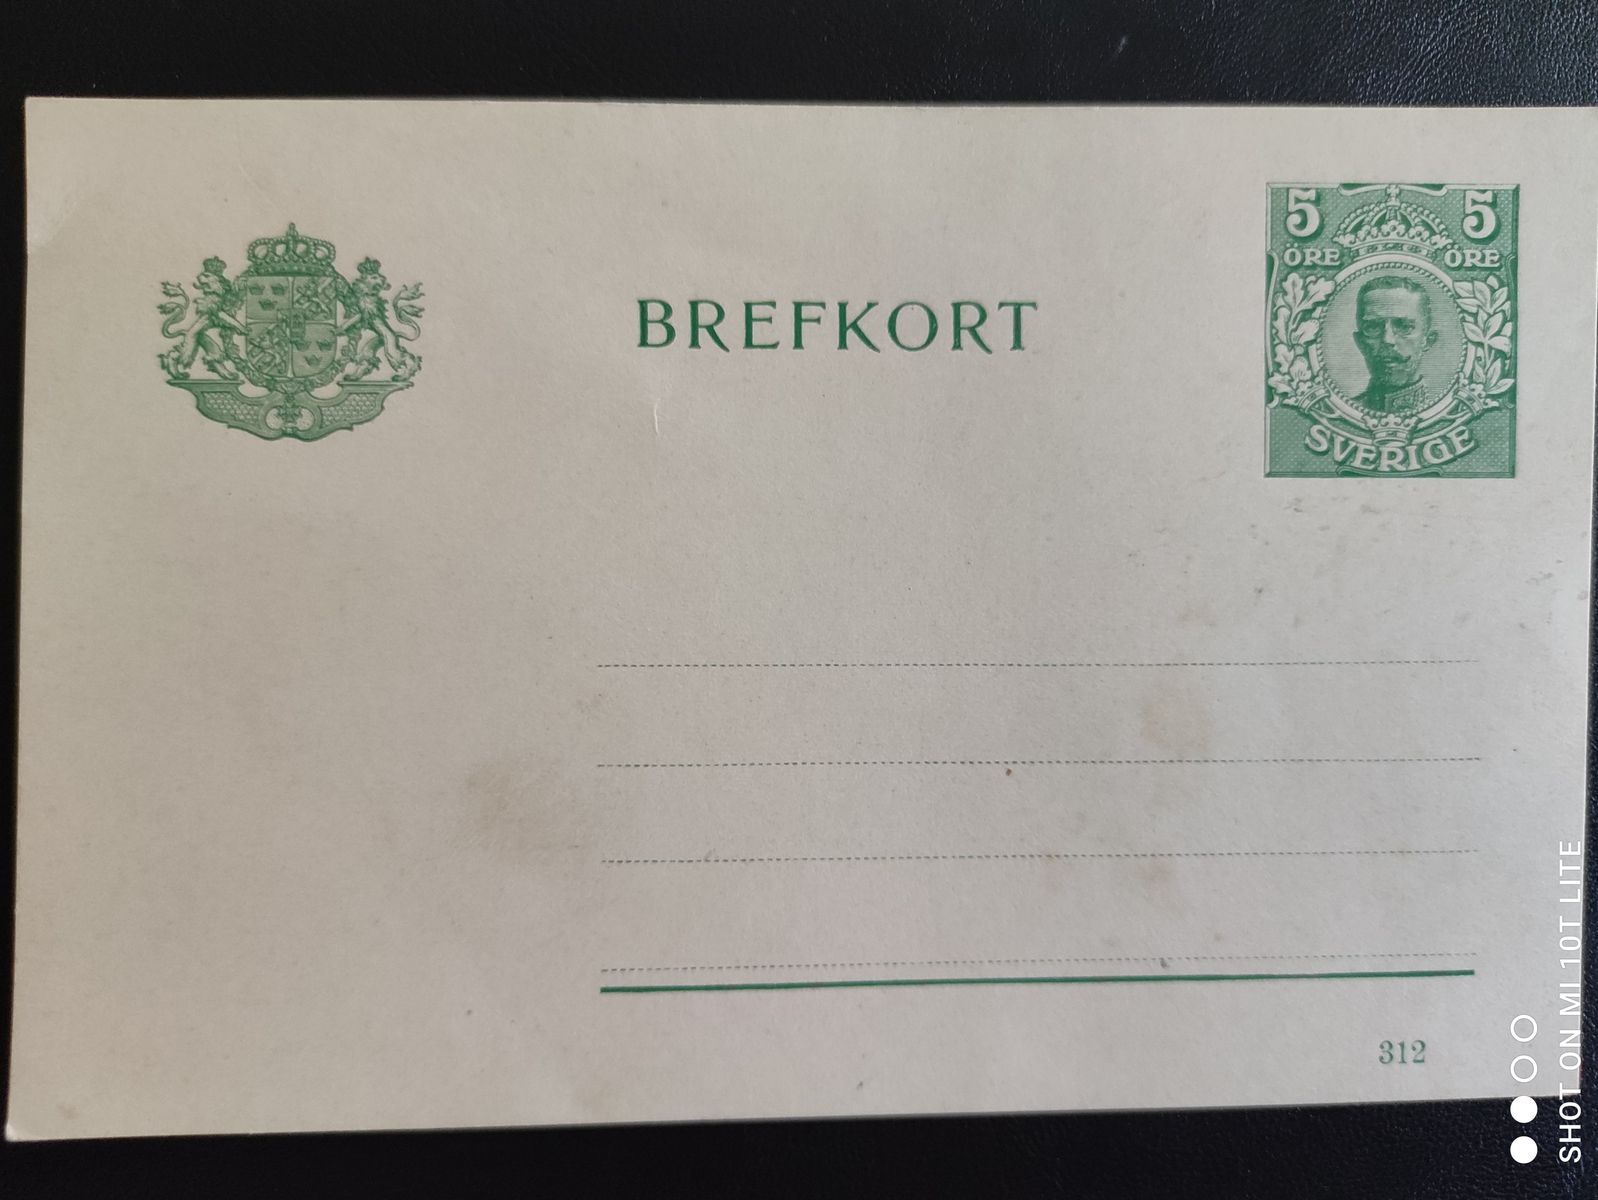 5 5
ÖRE ÖRE
BREFKORT
SVERIGE
312
SHOT ON MI 10T LITE